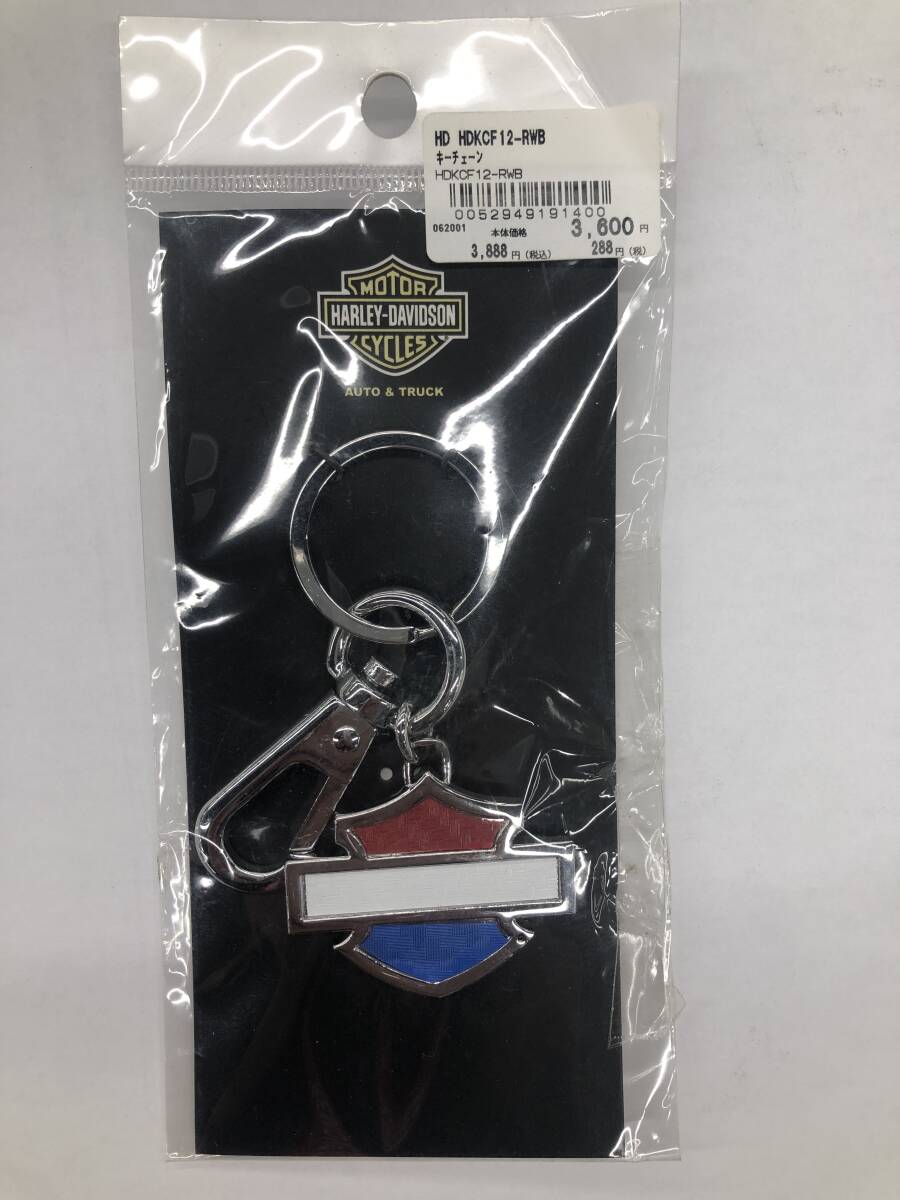 HD HDKCF12-RWB
キーチェーン
HDKCF12-RWB
0052949191400
062001 本体価格 3,600円
3,888円(税込) 288円(税)
MOTOR
HARLEY-DAVIDSON
CYCLES
AUTO & TRUCK